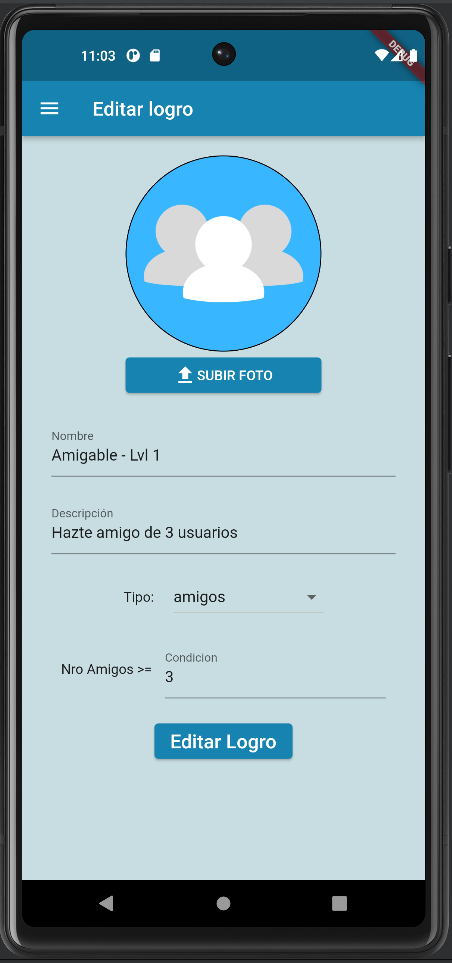 11:03
DEBUG
Editar logro
SUBIR FOTO
Nombre
Amigable - Lvl 1
Descripción
Hazte amigo de 3 usuarios
Tipo: amigos
Condicion
Nro Amigos >= 3
Editar Logro